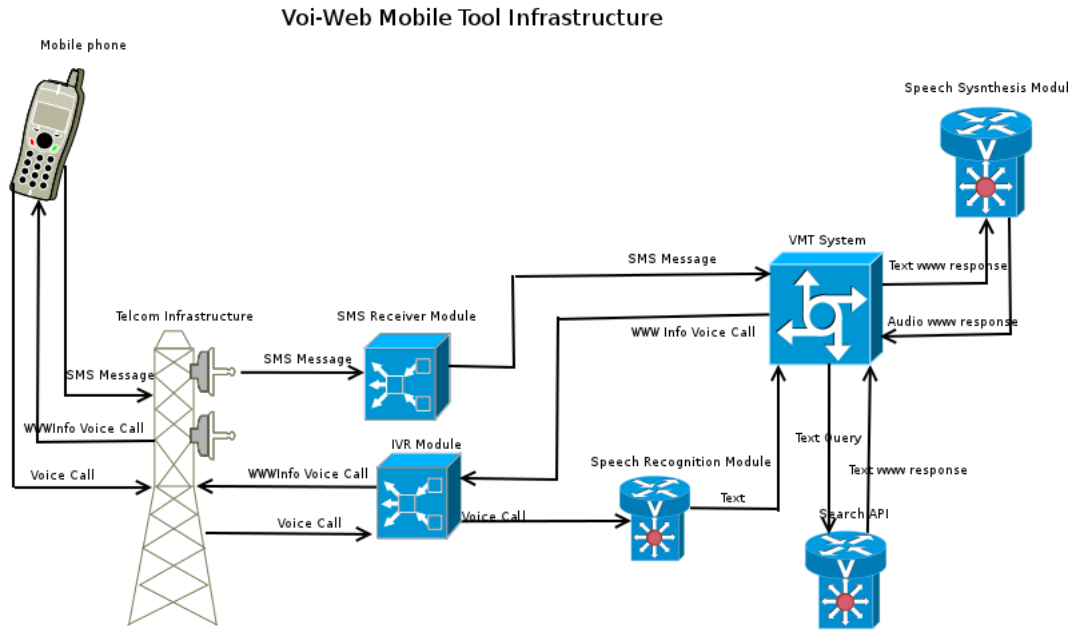 Voi-Web Mobile Tool Infrastructure
Mobile phone
Speech Sysnthesis Modul
VMT System
SMS Message
Text www response
Telcom Infrastructure
SMS Receiver Module
Audio www response
WWW Info Voice Call
SMS Message
SMS Message
WWWInfo Voice Call
Text Query
IVR Module
Speech Recognition Module
Voice Call
WWWInfo Voice Call
Text www response
Text
Search API
Voice Call
Voice Call
V
V
V